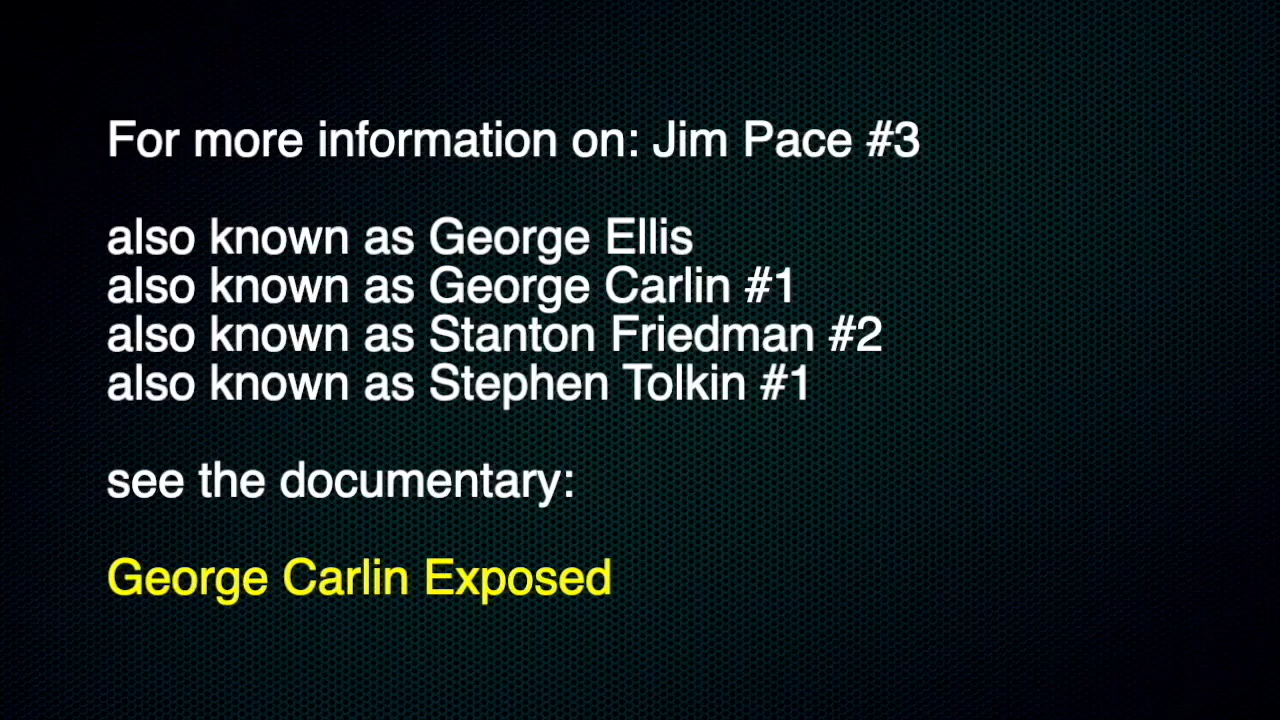 For more information on: Jim Pace #3
also known as George Ellis
also known as George Carlin #1
also known as Stanton Friedman #2
also known as Stephen Tolkin #1
see the documentary:
George Carlin Exposed